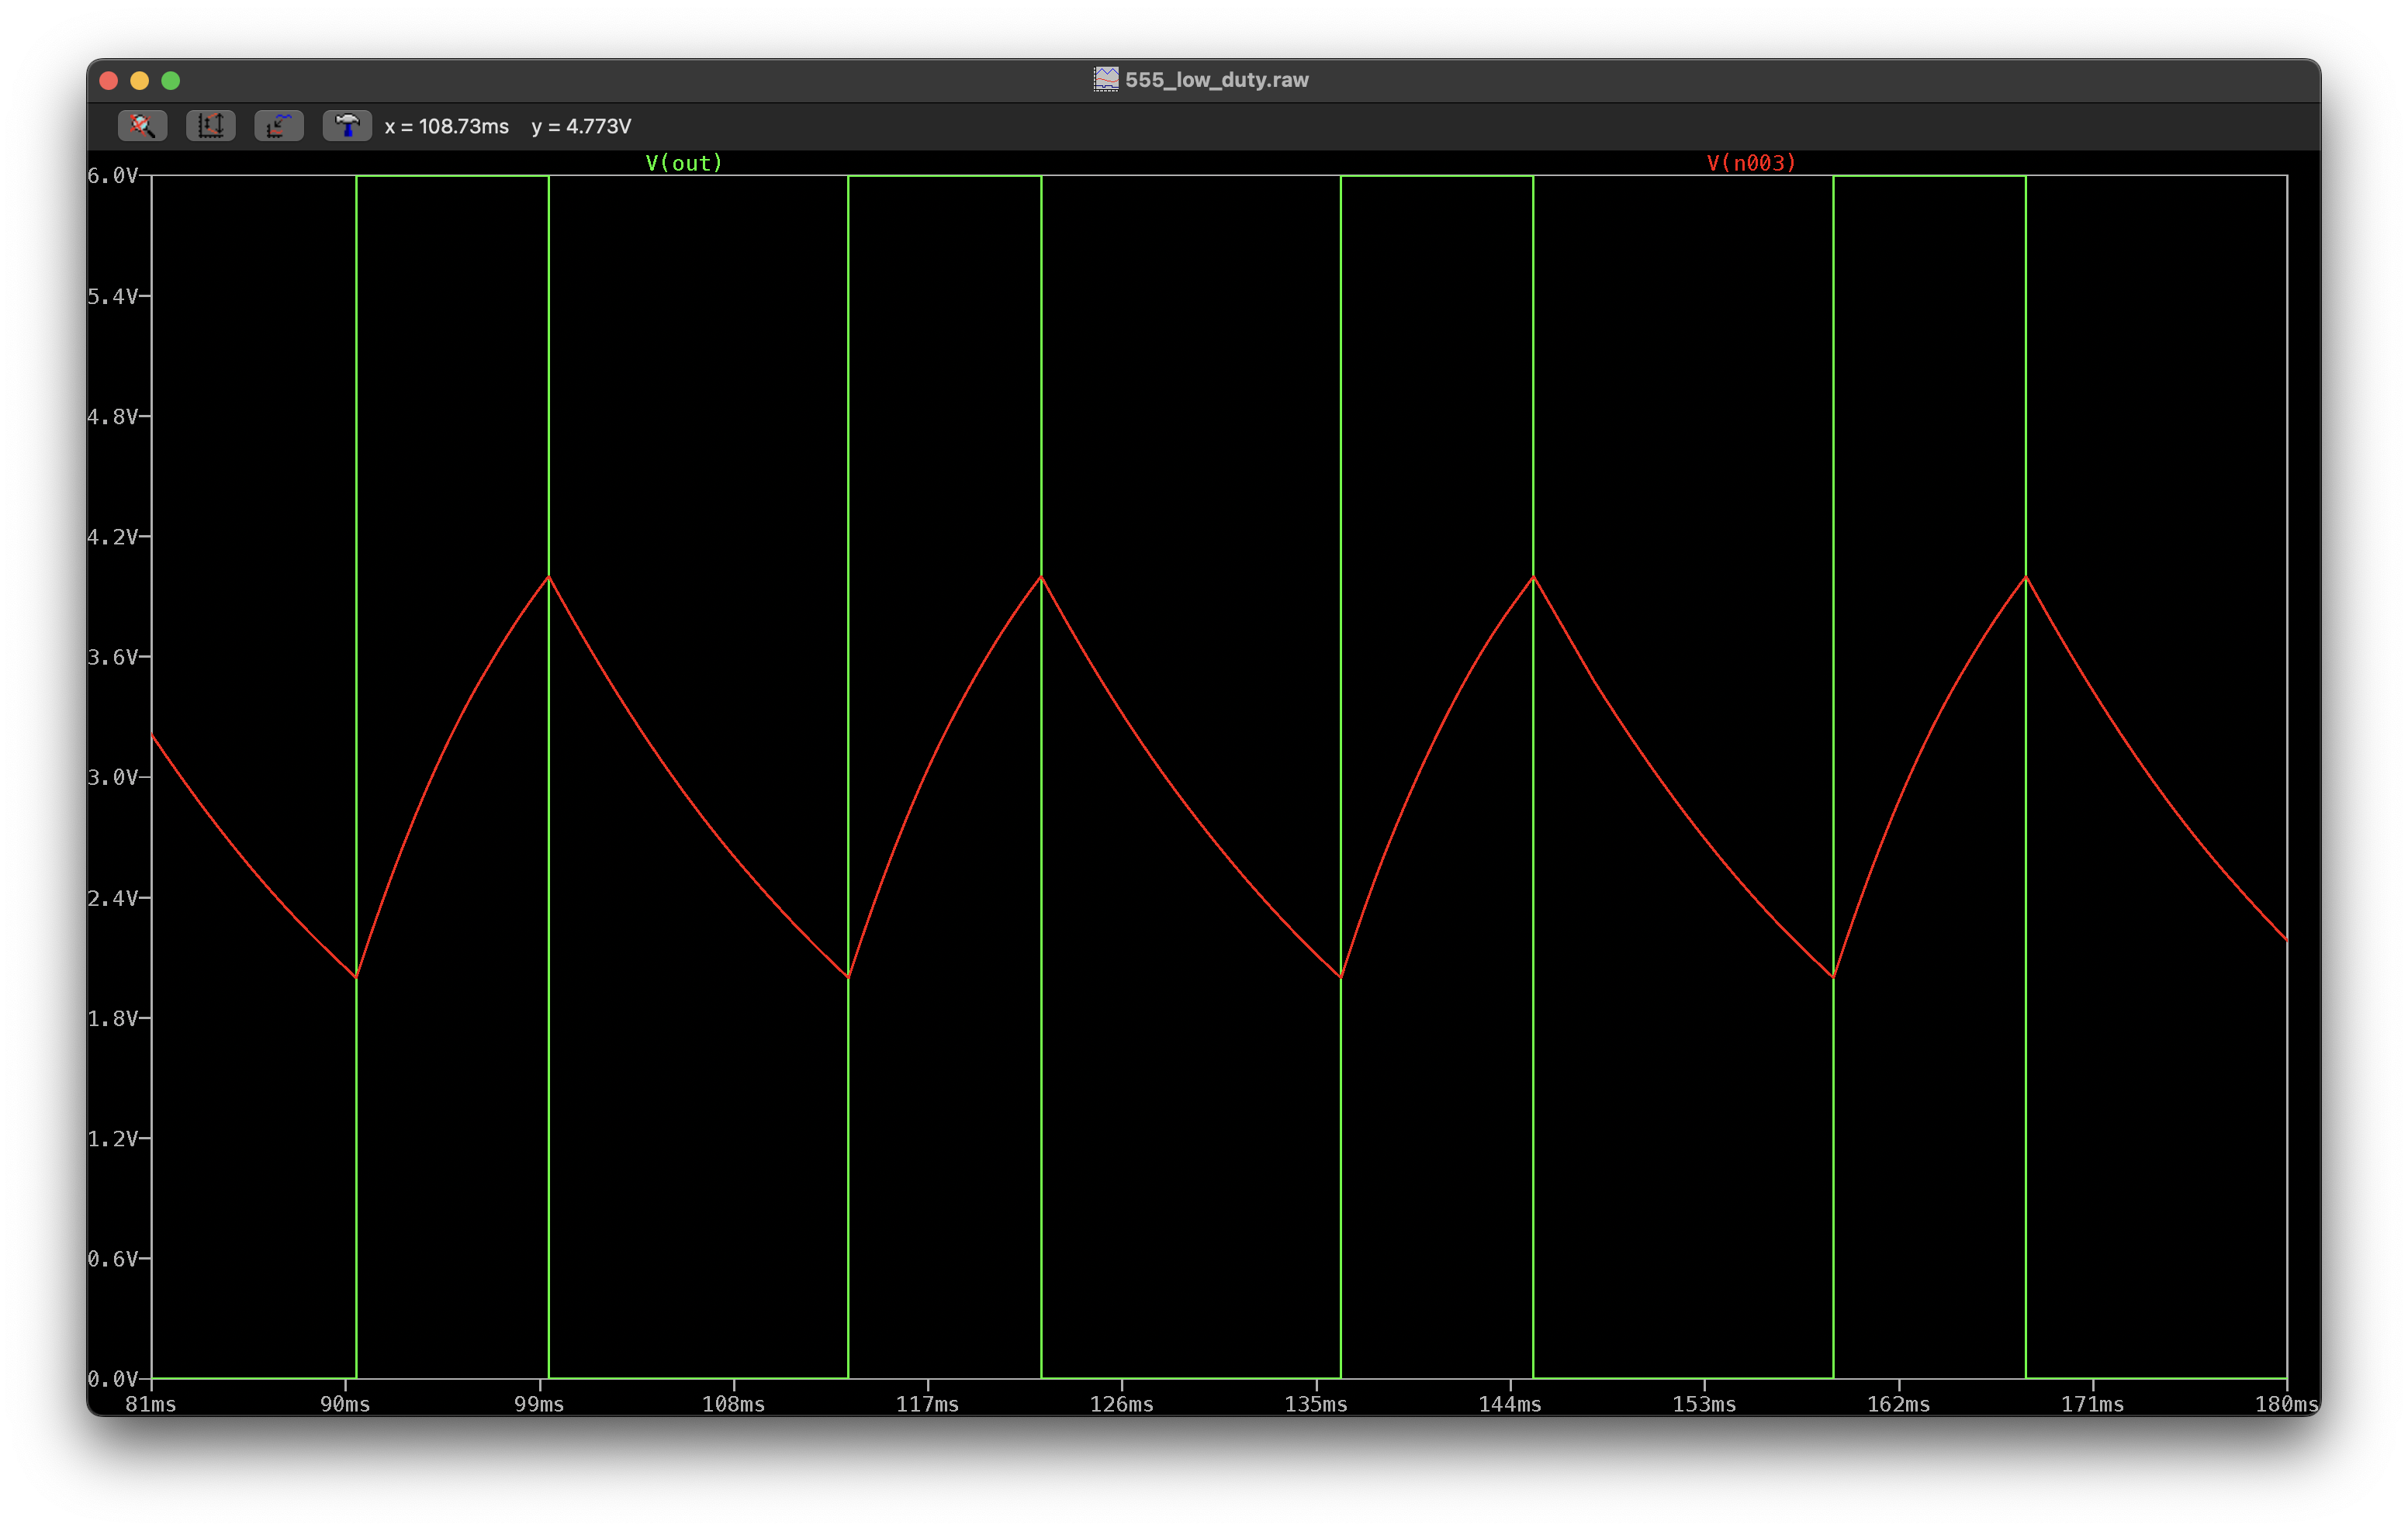 555_low_duty.raw
x = 108.73ms y = 4.773V
V(out) V(n003)
6.0V
5.4V
4.8V
4.2V
3.6V
3.0V
2.4V
1.8V
1.2V
0.6V
0.0V
81ms 90ms 99ms 108ms 117ms 126ms 135ms 144ms 153ms 162ms 171ms 180ms